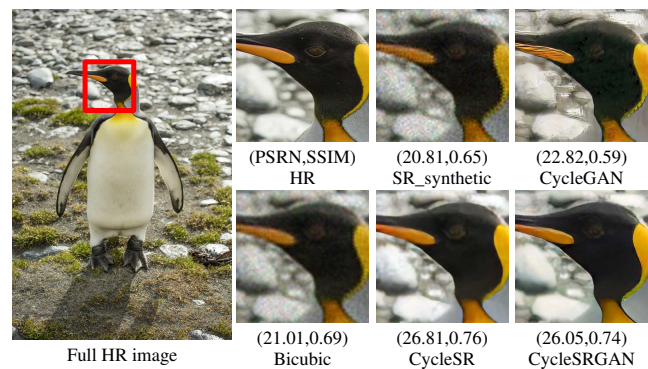 (PSRN,SSIM)
HR
(20.81,0.65)
SR_synthetic
(22.82,0.59)
CycleGAN
(21.01,0.69)
Bicubic
(26.81,0.76)
CycleSR
(26.05,0.74)
CycleSRGAN
Full HR image